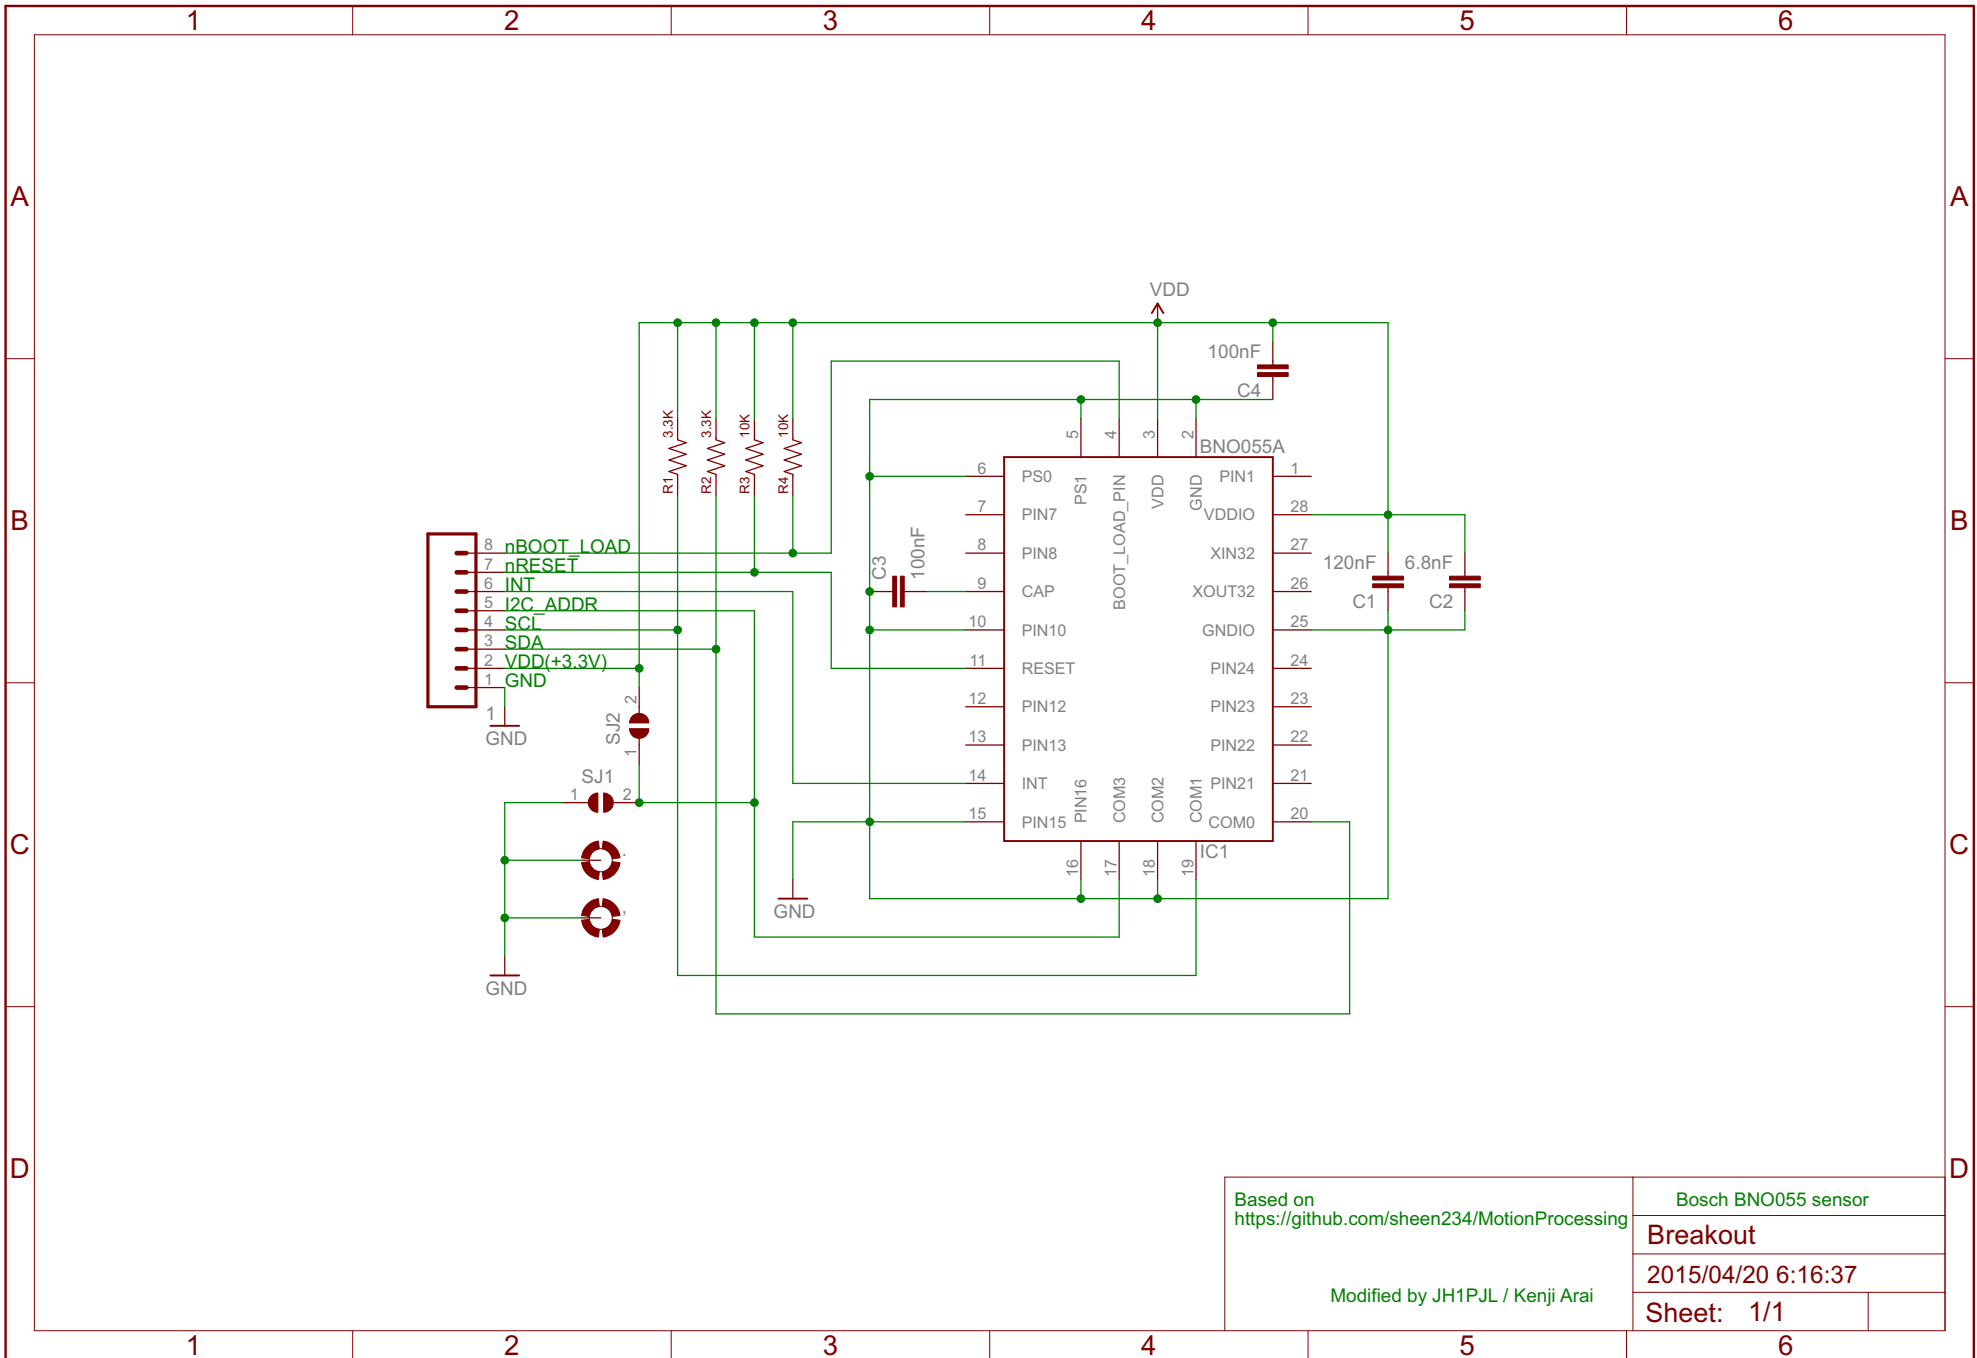 1 2 3 4 5 6
A A
B B
C C
D D
VDD
100nF
C4
3.3K 3.3K 10K 10K
R1 R2 R3 R4
5 4 3 2
BNO055A
6 PS0
7 PIN7
8 PIN8
9 CAP
10 PIN10
11 RESET
12 PIN12
13 PIN13
14 INT
15 PIN15
PS1 BOOT_LOAD_PIN VDD GND
PIN1 1
VDDIO 28
XIN32 27
XOUT32 26
GNDIO 25
PIN24 24
PIN23 23
PIN22 22
PIN21 21
COM0 20
PIN16 COM3 COM2 COM1
16 17 18 19
IC1
C3 100nF
120nF 6.8nF
C1 C2
8 nBOOT_LOAD
7 nRESET
6 INT
5 I2C_ADDR
4 SCL
3 SDA
2 VDD(+3.3V)
1 GND
1
GND
2
SJ2
1
SJ1
1 2
GND
GND
Based on
https://github.com/sheen234/MotionProcessing
Modified by JH1PJL / Kenji Arai
Bosch BNO055 sensor
Breakout
2015/04/20 6:16:37
Sheet: 1/1
1 2 3 4 5 6